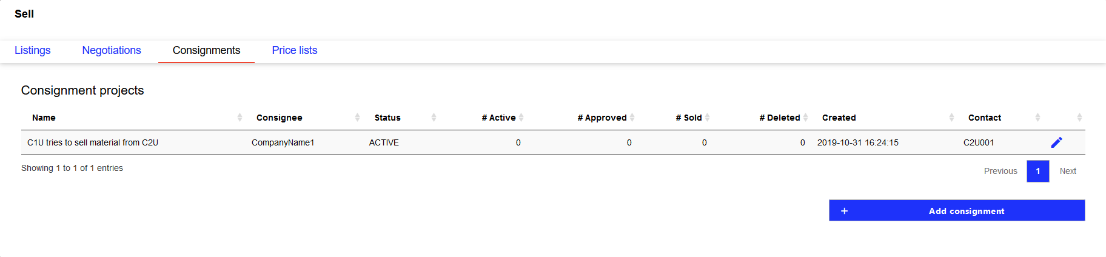 Sell
Listings Negotiations Consignments Price lists
Consignment projects
Name Consignee Status # Active # Approved # Sold # Deleted Created Contact
C1U tries to sell material from C2U CompanyName1 ACTIVE 0 0 0 0 2019-10-31 16:24:15 C2U001
Showing 1 to 1 of 1 entries Previous 1 Next
+ Add consignment